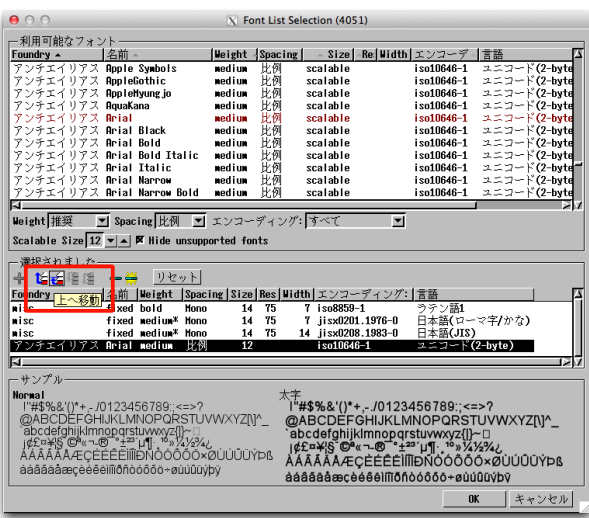 Font List Selection (4051)
利用可能なフォント
Foundry 名前 Weight Spacing Size Re Width エンコーデ 言語
アンチエイリアス Apple Symbols medium 比例 scalable iso10646-1 ユニコード(2-byte
アンチエイリアス AppleGothic medium 比例 scalable iso10646-1 ユニコード(2-byte
アンチエイリアス AppleMyungjo medium 比例 scalable iso10646-1 ユニコード(2-byte
アンチエイリアス AquaKana medium 比例 scalable iso10646-1 ユニコード(2-byte
アンチエイリアス Arial medium 比例 scalable iso10646-1 ユニコード(2-byte
アンチエイリアス Arial Black medium 比例 scalable iso10646-1 ユニコード(2-byte
アンチエイリアス Arial Bold medium 比例 scalable iso10646-1 ユニコード(2-byte
アンチエイリアス Arial Bold Italic medium 比例 scalable iso10646-1 ユニコード(2-byte
アンチエイリアス Arial Italic medium 比例 scalable iso10646-1 ユニコード(2-byte
アンチエイリアス Arial Narrow medium 比例 scalable iso10646-1 ユニコード(2-byte
アンチエイリアス Arial Narrow Bold medium 比例 scalable iso10646-1 ユニコード(2-byte
Weight 推奨 Spacing 比例 エンコーディング: すべて
Scalable Size 12 Hide unsupported fonts
選択されました
リセット
上へ移動
Foundry 名前 Weight Spacing Size Res Width エンコーディング: 言語
misc fixed bold Mono 14 75 7 iso8859-1 ラテン語1
misc fixed medium* Mono 14 75 7 jisx0201.1976-0 日本語(ローマ字/かな)
misc fixed medium* Mono 14 75 14 jisx0208.1983-0 日本語(JIS)
アンチエイリアス Arial medium 比例 12 iso10646-1 ユニコード(2-byte)
サンプル
Normal 太字
!"#$%&'()*+,-./0123456789:;<=>? !"#$%&'()*+,-./0123456789:;<=>?
@ABCDEFGHIJKLMNOPQRSTUVWXYZ[\]^_ @ABCDEFGHIJKLMNOPQRSTUVWXYZ[\]^_
`abcdefghijklmnopqrstuvwxyz{|}~□ `abcdefghijklmnopqrstuvwxyz{|}~□
OK キャンセル